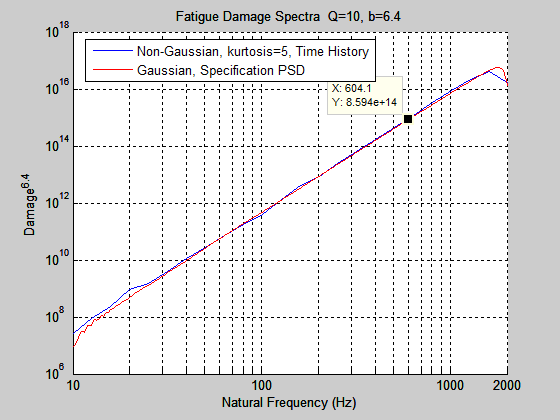 Fatigue Damage Spectra Q=10, b=6.4
Non-Gaussian, kurtosis=5, Time History
Gaussian, Specification PSD
X: 604.1
Y: 8.594e+14
10^18
10^16
10^14
10^12
10^10
10^8
10^6
Damage^6.4
10
100
1000
2000
Natural Frequency (Hz)